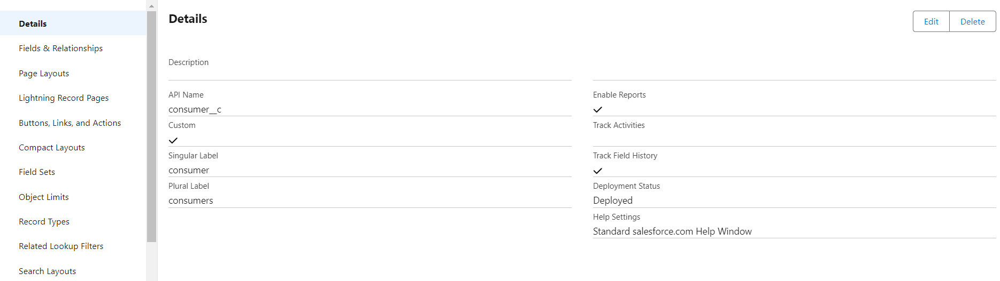 Details
Fields & Relationships
Page Layouts
Lightning Record Pages
Buttons, Links, and Actions
Compact Layouts
Field Sets
Object Limits
Record Types
Related Lookup Filters
Search Layouts
Details
Edit
Delete
Description
API Name
consumer__c
Custom
Singular Label
consumer
Plural Label
consumers
Enable Reports
Track Activities
Track Field History
Deployment Status
Deployed
Help Settings
Standard salesforce.com Help Window